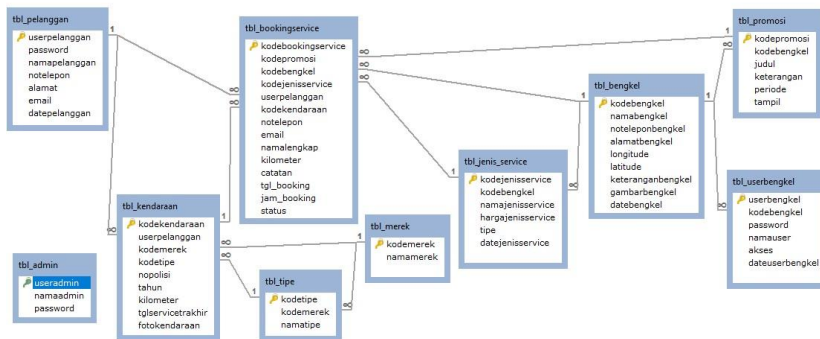 tbl_pelanggan
userpelanggan
password
namapelanggan
notelepon
alamat
email
datepelanggan
tbl_bookingservice
kodebookingservice
kodepromosi
kodebengkel
kodejenisservice
userpelanggan
kodekendaraan
notelepon
email
namalengkap
kilometer
catatan
tgl_booking
jam_booking
status
tbl_promosi
kodepromosi
kodebengkel
judul
keterangan
periode
tampil
tbl_bengkel
kodebengkel
namabengkel
noteleponbengkel
alamatbengkel
longitude
latitude
keteranganbengkel
gambarbengkel
datebengkel
tbl_jenis_service
kodejenisservice
kodebengkel
namajenisservice
hargajenisservice
tipe
datejenisservice
tbl_userbengkel
userbengkel
kodebengkel
password
namauser
akses
dateuserbengkel
tbl_kendaraan
kodekendaraan
userpelanggan
kodemerek
kodetipe
nopolisi
tahun
kilometer
tglservicetrakhir
fotokendaraan
tbl_merek
kodemerek
namamerek
tbl_admin
useradmin
namaadmin
password
tbl_tipe
kodetipe
kodemerek
namatipe
1
∞
∞
1
∞
1
∞
1
∞
1
1
∞
1
∞
1
∞
∞
1
∞
1
∞